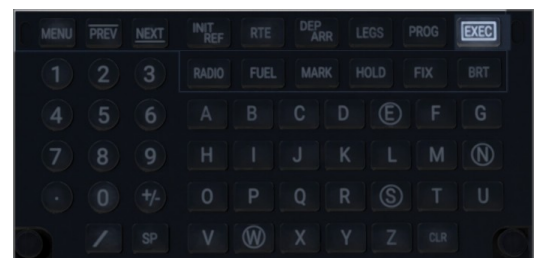 MENU PREV NEXT INIT REF RTE DEP ARR LEGS PROG EXEC
1 2 3 RADIO FUEL MARK HOLD FIX BRT
4 5 6 A B C D E F G
7 8 9 H I J K L M N
. 0 +/- O P Q R S T U
/ SP V W X Y Z CLR